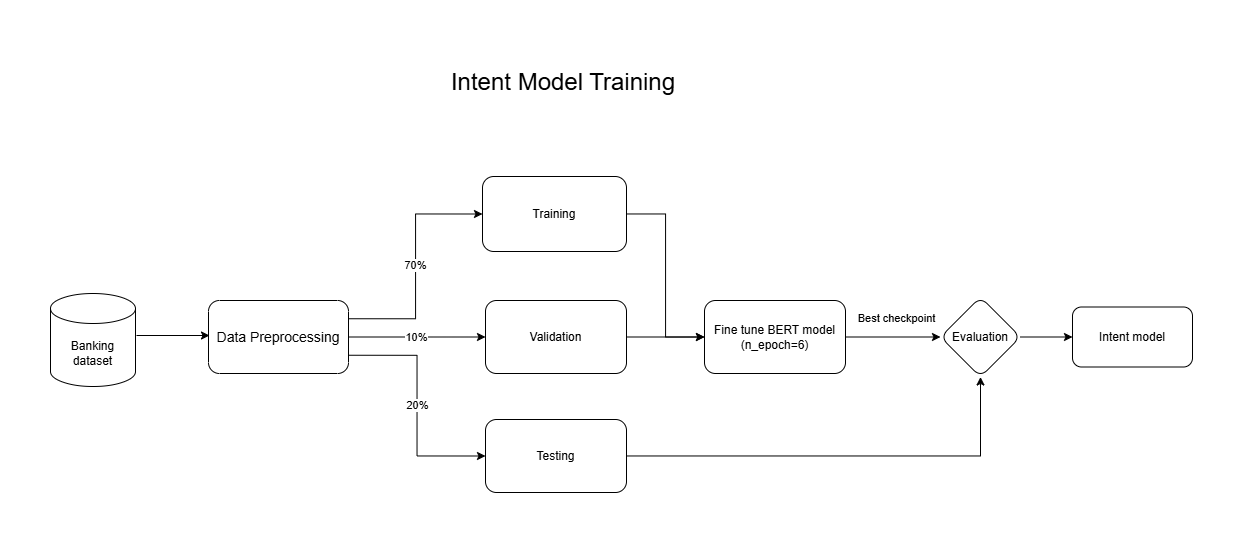 Intent Model Training
Training
70%
Banking
dataset
Data Preprocessing
10%
Validation
Fine tune BERT model
(n_epoch=6)
Best checkpoint
Evaluation
Intent model
20%
Testing